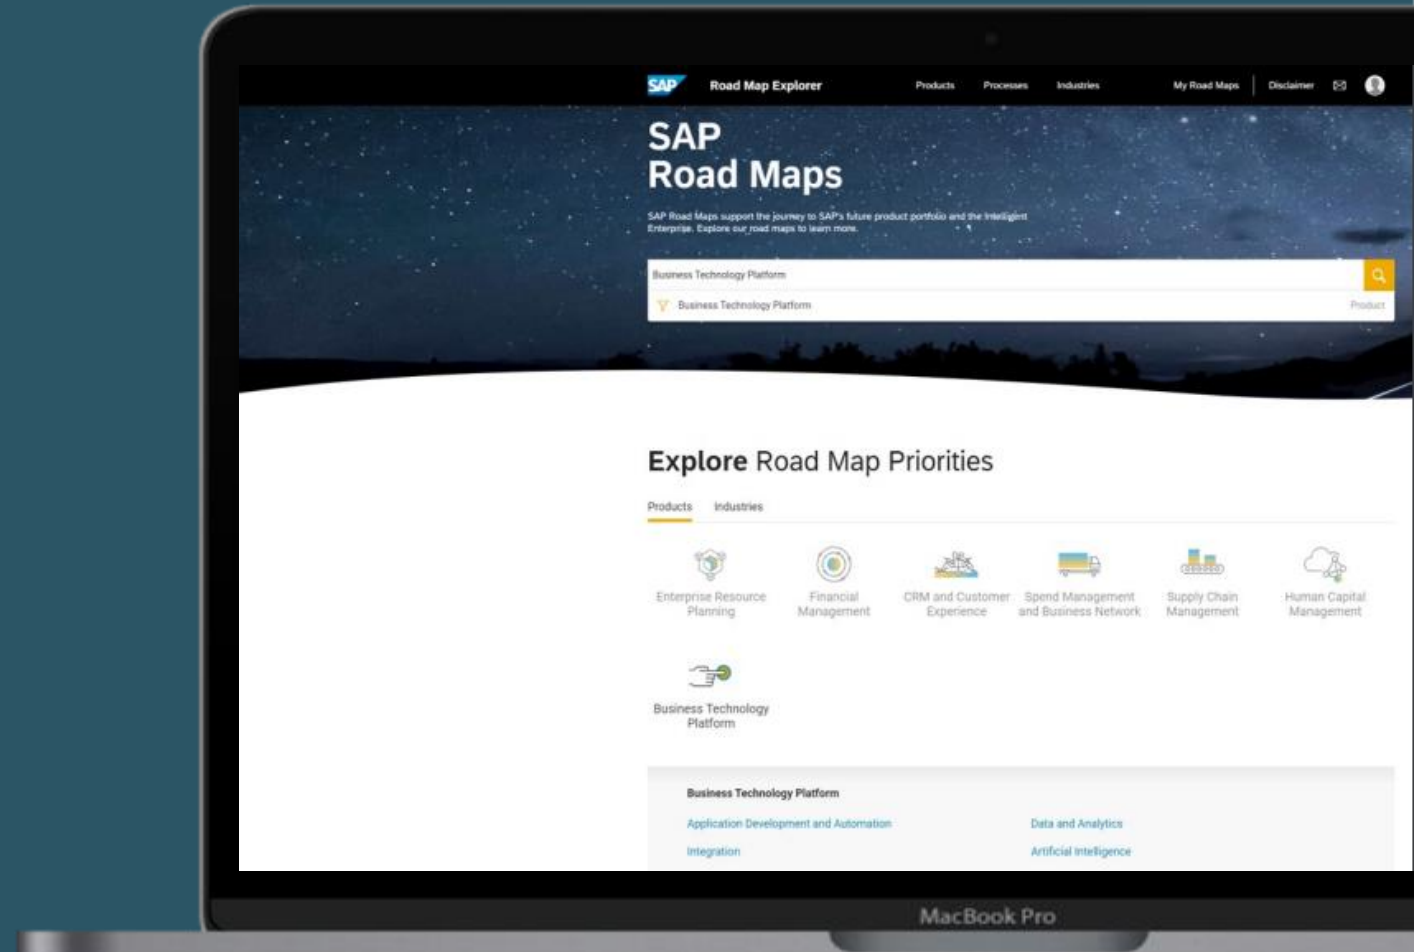 SAP Road Map Explorer Products Processes Industries My Road Maps Disclaimer
SAP
Road Maps
SAP Road Maps support the journey to SAP's future product portfolio and the Intelligent
Enterprise. Explore our road maps to learn more.
Business Technology Platform
Business Technology Platform Product
Explore Road Map Priorities
Products Industries
Enterprise Resource
Planning
Financial
Management
CRM and Customer
Experience
Spend Management
and Business Network
Supply Chain
Management
Human Capital
Management
Business Technology
Platform
Business Technology Platform
Application Development and Automation Data and Analytics
Integration Artificial Intelligence
MacBook Pro